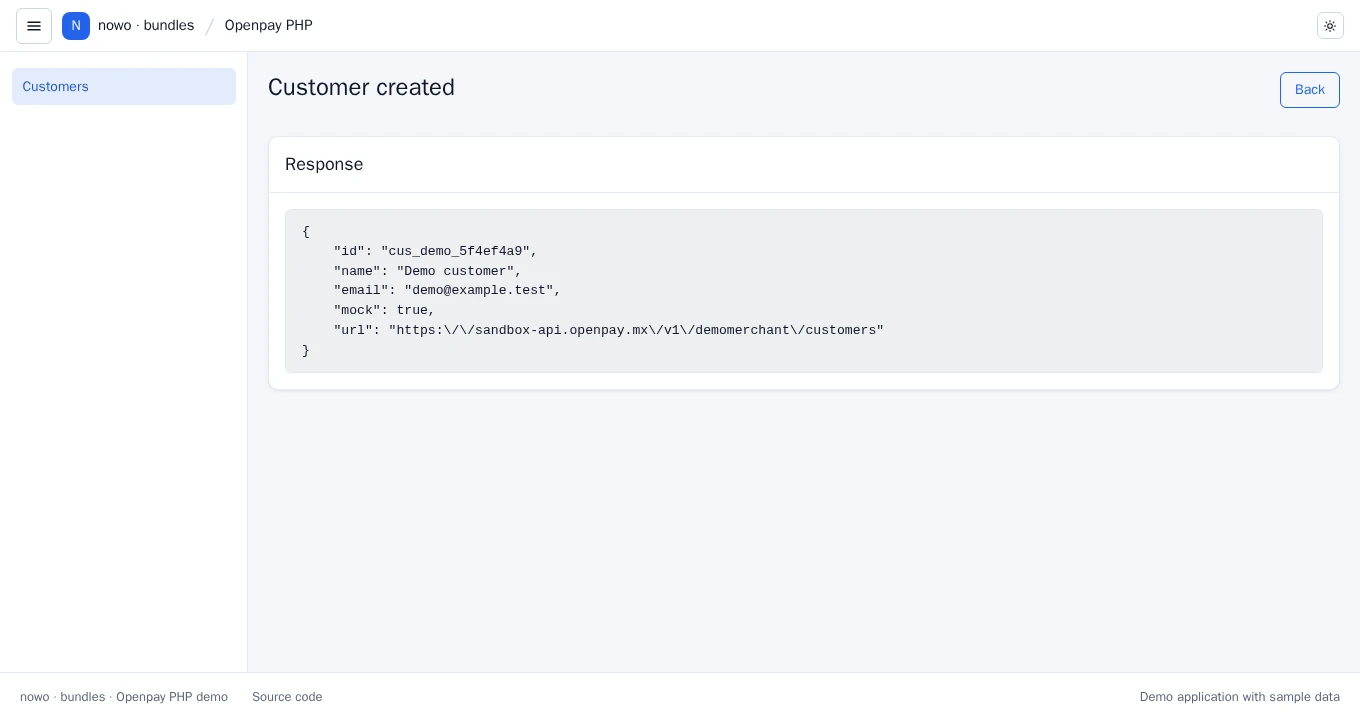 N nowo · bundles / Openpay PHP
Customers
Customer created
Back
Response
{
    "id": "cus_demo_5f4ef4a9",
    "name": "Demo customer",
    "email": "demo@example.test",
    "mock": true,
    "url": "https:\/\/sandbox-api.openpay.mx\/v1\/demomerchant\/customers"
}
nowo · bundles · Openpay PHP demo Source code Demo application with sample data